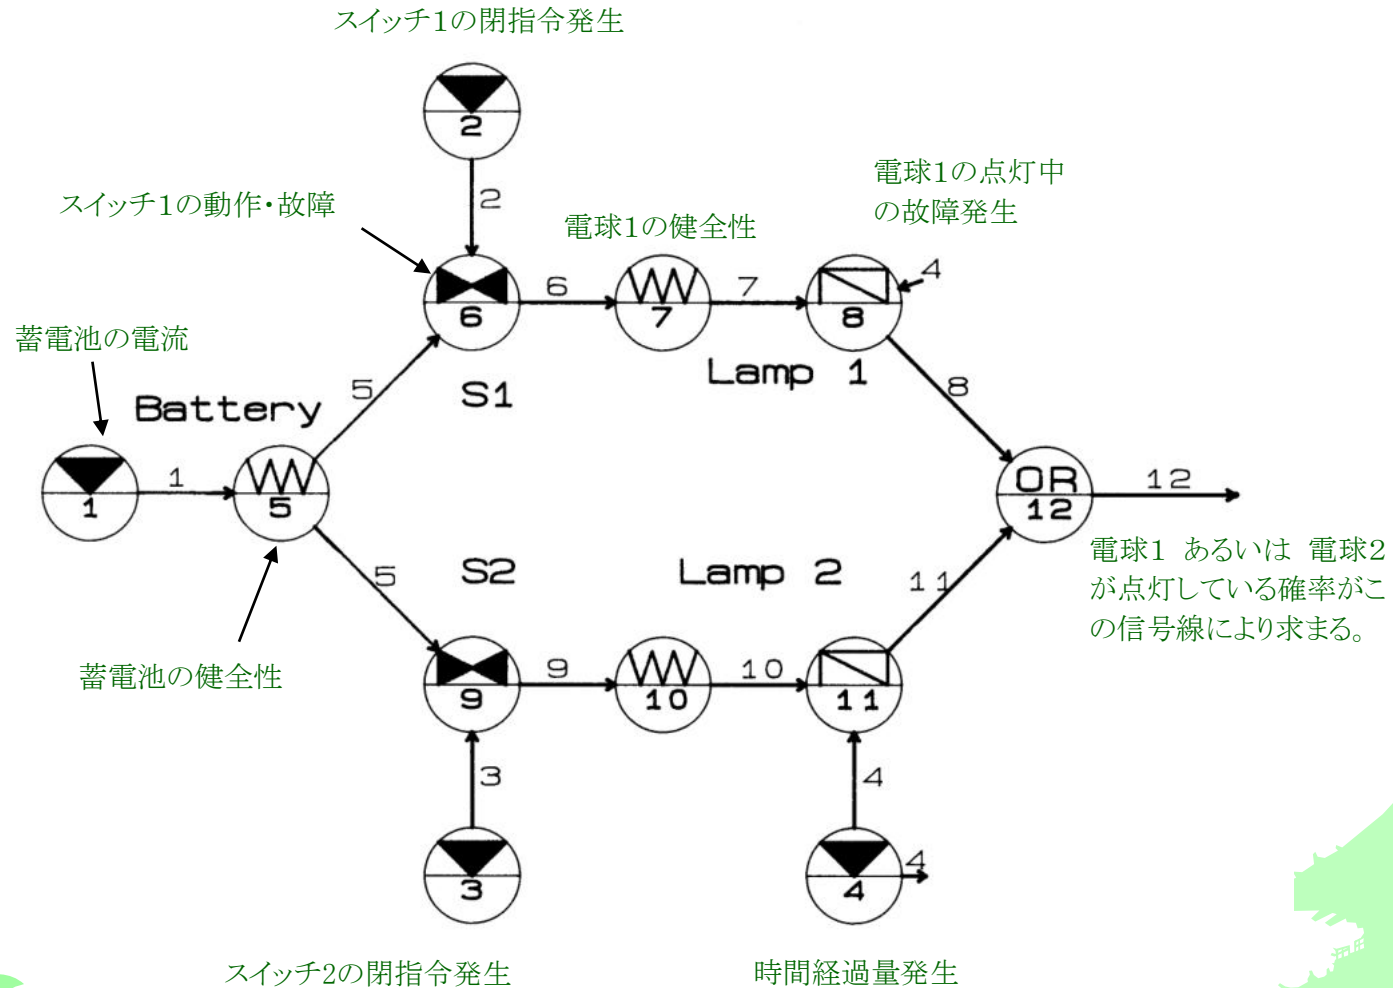 スイッチ1の閉指令発生
2
2
スイッチ1の動作・故障
電球1の健全性
電球1の点灯中
の故障発生
6
6
7
7
8
4
蓄電池の電流
Battery
5
S1
Lamp 1
8
1
1
5
OR
12
12
電球1 あるいは 電球2
が点灯している確率がこ
の信号線により求まる。
5
S2
Lamp 2
11
蓄電池の健全性
9
9
10
10
11
3
4
3
4
4
スイッチ2の閉指令発生
時間経過量発生